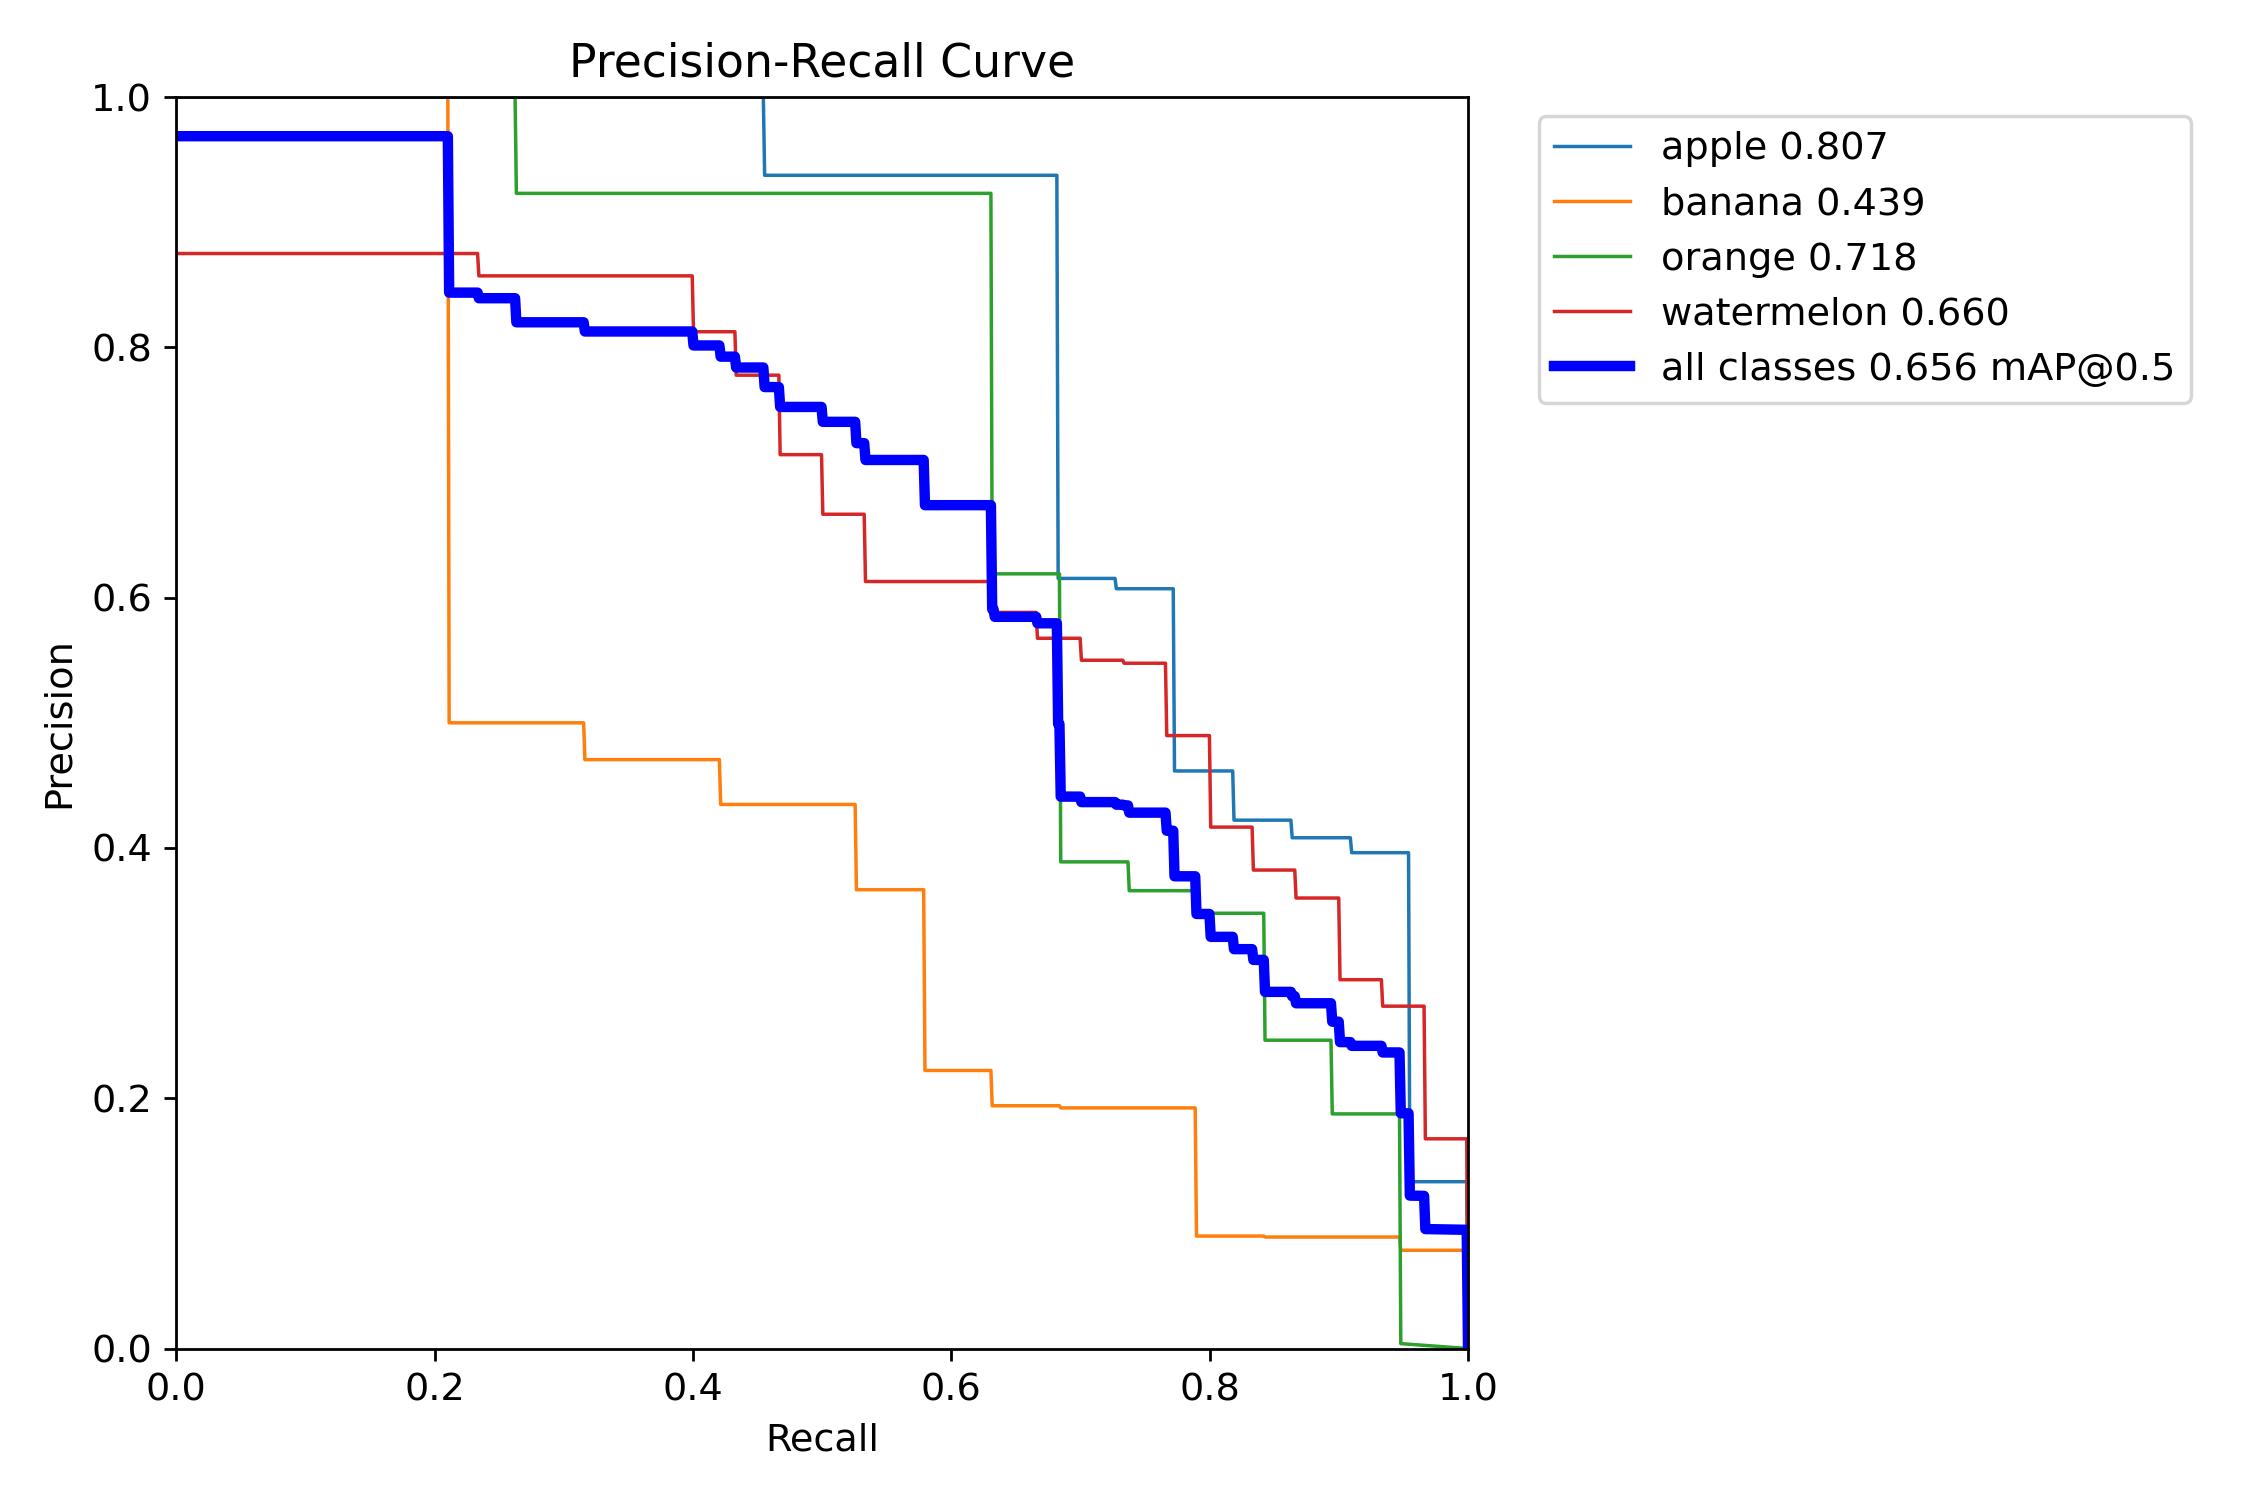 Precision-Recall Curve
1.0
0.8
0.6
0.4
0.2
0.0
Precision
0.0 0.2 0.4 0.6 0.8 1.0
Recall
apple 0.807
banana 0.439
orange 0.718
watermelon 0.660
all classes 0.656 mAP@0.5